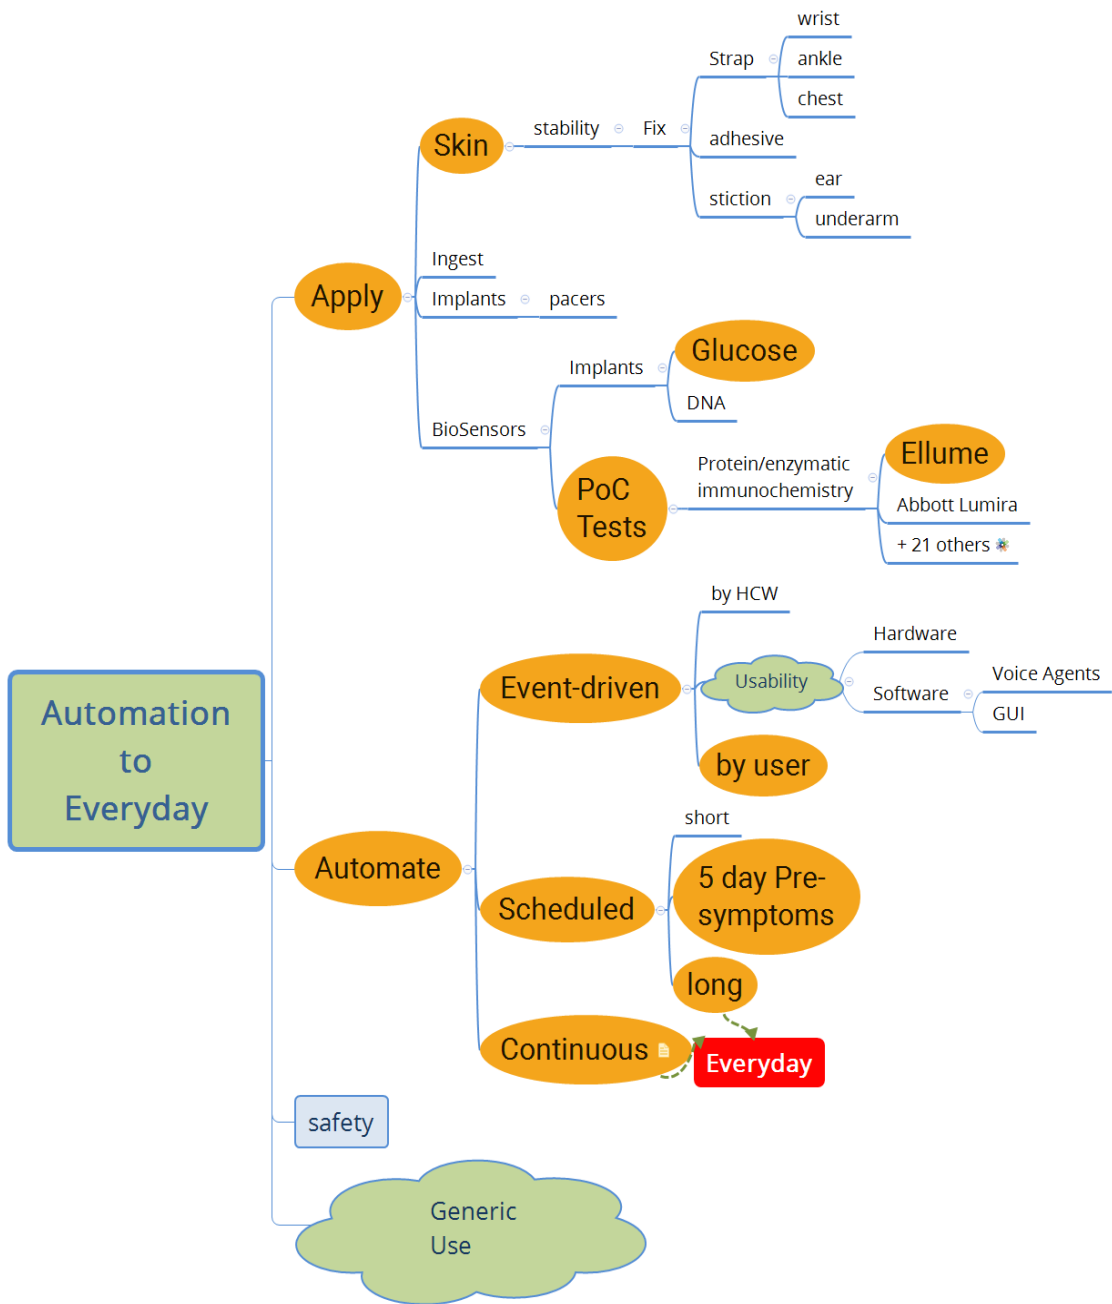 wrist
Strap
ankle
chest
Skin
stability
Fix
adhesive
stiction
ear
underarm
Ingest
Apply
Implants
pacers
Implants
Glucose
DNA
BioSensors
PoC
Tests
Protein/enzymatic
immunochemistry
Ellume
Abbott Lumira
+ 21 others
Automation
to
Everyday
by HCW
Event-driven
Usability
Hardware
Software
Voice Agents
GUI
by user
Automate
short
Scheduled
5 day Pre-
symptoms
long
Continuous
Everyday
safety
Generic
Use